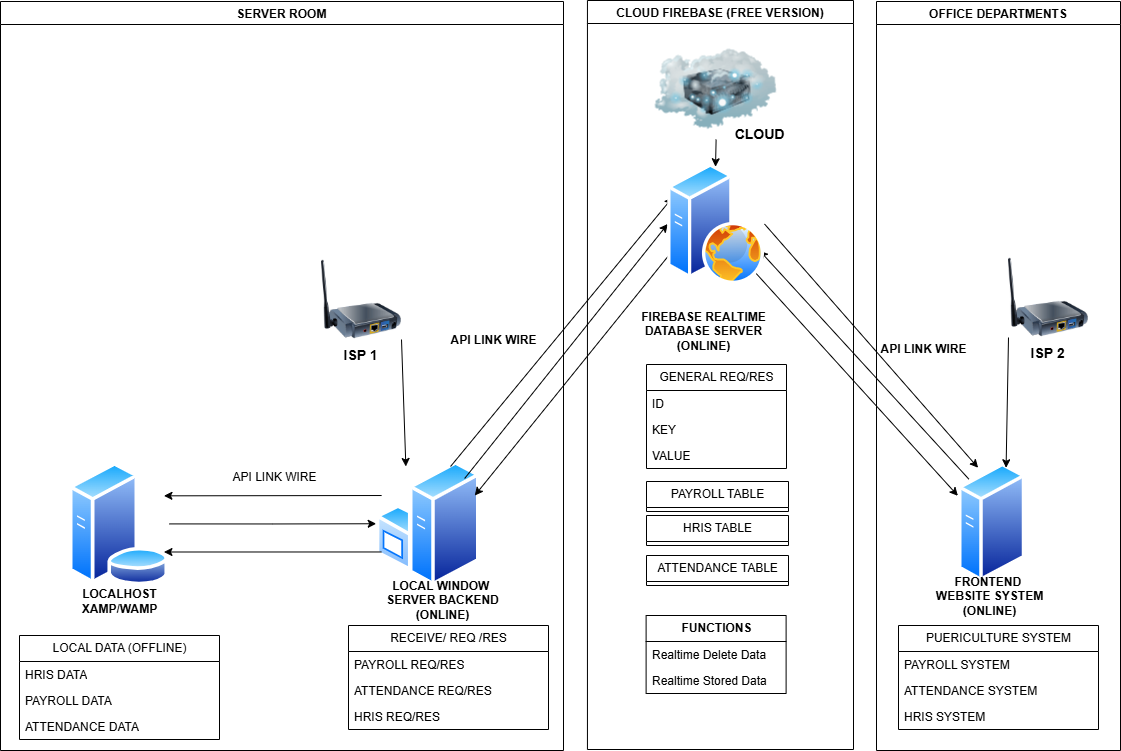 SERVER ROOM
CLOUD FIREBASE (FREE VERSION)
OFFICE DEPARTMENTS
CLOUD
ISP 1
API LINK WIRE
FIREBASE REALTIME
DATABASE SERVER
(ONLINE)
API LINK WIRE
ISP 2
GENERAL REQ/RES
ID
KEY
VALUE
API LINK WIRE
PAYROLL TABLE
HRIS TABLE
ATTENDANCE TABLE
LOCALHOST
XAMP/WAMP
LOCAL WINDOW
SERVER BACKEND
(ONLINE)
FRONTEND
WEBSITE SYSTEM
(ONLINE)
LOCAL DATA (OFFLINE)
HRIS DATA
PAYROLL DATA
ATTENDANCE DATA
RECEIVE/ REQ /RES
PAYROLL REQ/RES
ATTENDANCE REQ/RES
HRIS REQ/RES
FUNCTIONS
Realtime Delete Data
Realtime Stored Data
PUERICULTURE SYSTEM
PAYROLL SYSTEM
ATTENDANCE SYSTEM
HRIS SYSTEM